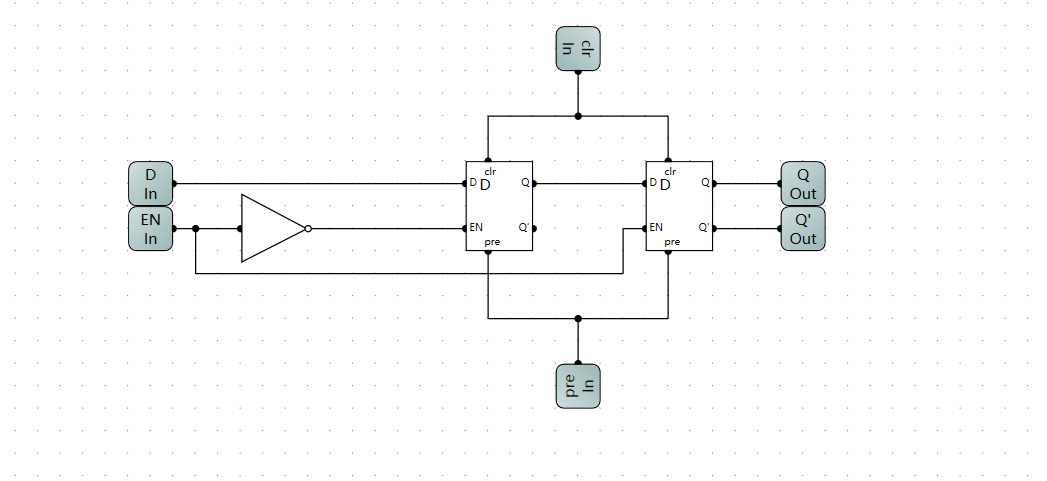 clr
In
D
In
EN
In
clr
D D Q
EN Q'
pre
clr
D D Q
EN Q'
pre
Q
Out
Q'
Out
pre
In